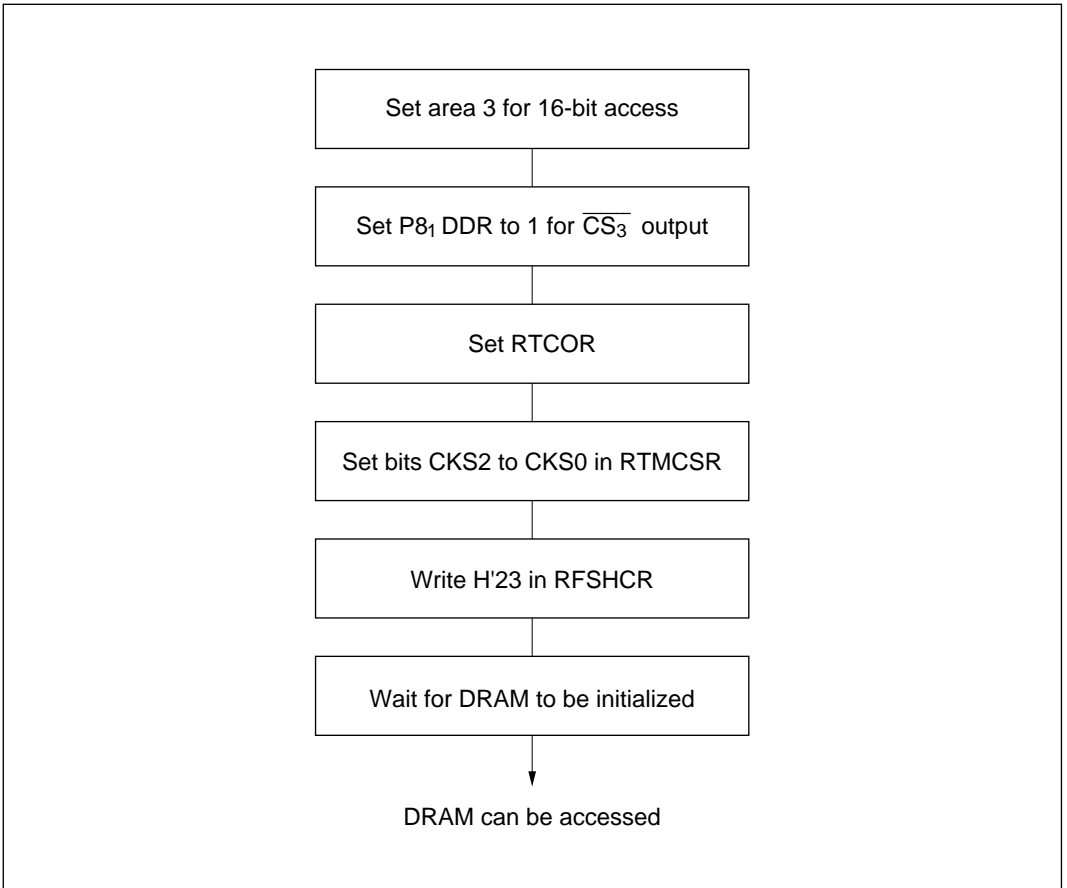 Set area 3 for 16-bit access
Set P8₁ DDR to 1 for C̅S̅₃̅ output
Set RTCOR
Set bits CKS2 to CKS0 in RTMCSR
Write H'23 in RFSHCR
Wait for DRAM to be initialized
DRAM can be accessed